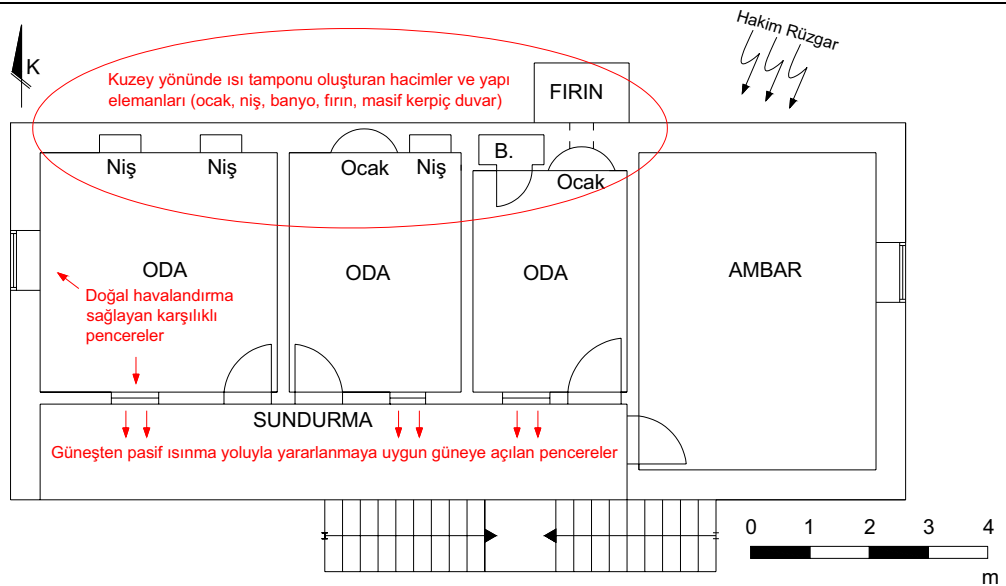 K
Hakim Rüzgar
Kuzey yönünde ısı tamponu oluşturan hacimler ve yapı
elemanları (ocak, niş, banyo, fırın, masif kerpiç duvar)
FIRIN
Niş
Niş
Ocak
Niş
B.
Ocak
ODA
ODA
ODA
AMBAR
Doğal havalandırma
sağlayan karşılıklı
pencereler
SUNDURMA
Güneşten pasif ısınma yoluyla yararlanmaya uygun güneye açılan pencereler
0 1 2 3 4
m